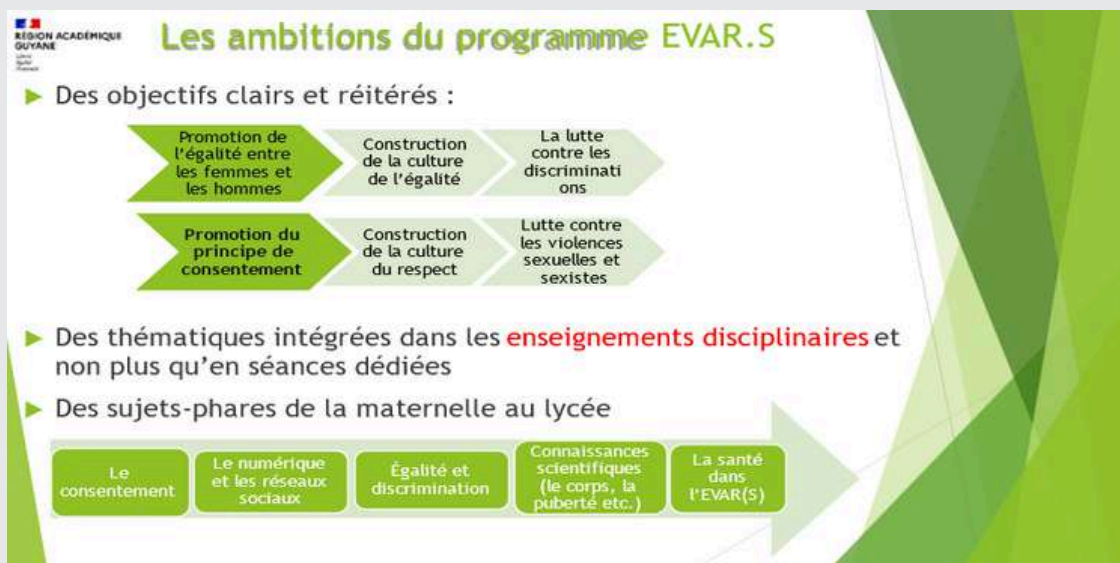 RÉGION ACADÉMIQUE
GUYANE
Liberté
Égalité
Fraternité
Les ambitions du programme EVAR.S
Des objectifs clairs et réitérés :
Promotion de
l'égalité entre
les femmes et
les hommes
Construction
de la culture
de l'égalité
La lutte
contre les
discriminati
ons
Promotion du
principe de
consentement
Construction
de la culture
du respect
Lutte contre
les violences
sexuelles et
sexistes
Des thématiques intégrées dans les enseignements disciplinaires et
non plus qu'en séances dédiées
Des sujets-phares de la maternelle au lycée
Le
consentement
Le numérique
et les réseaux
sociaux
Égalité et
discrimination
Connaissances
scientifiques
(le corps, la
puberté etc.)
La santé
dans
l'EVAR(S)